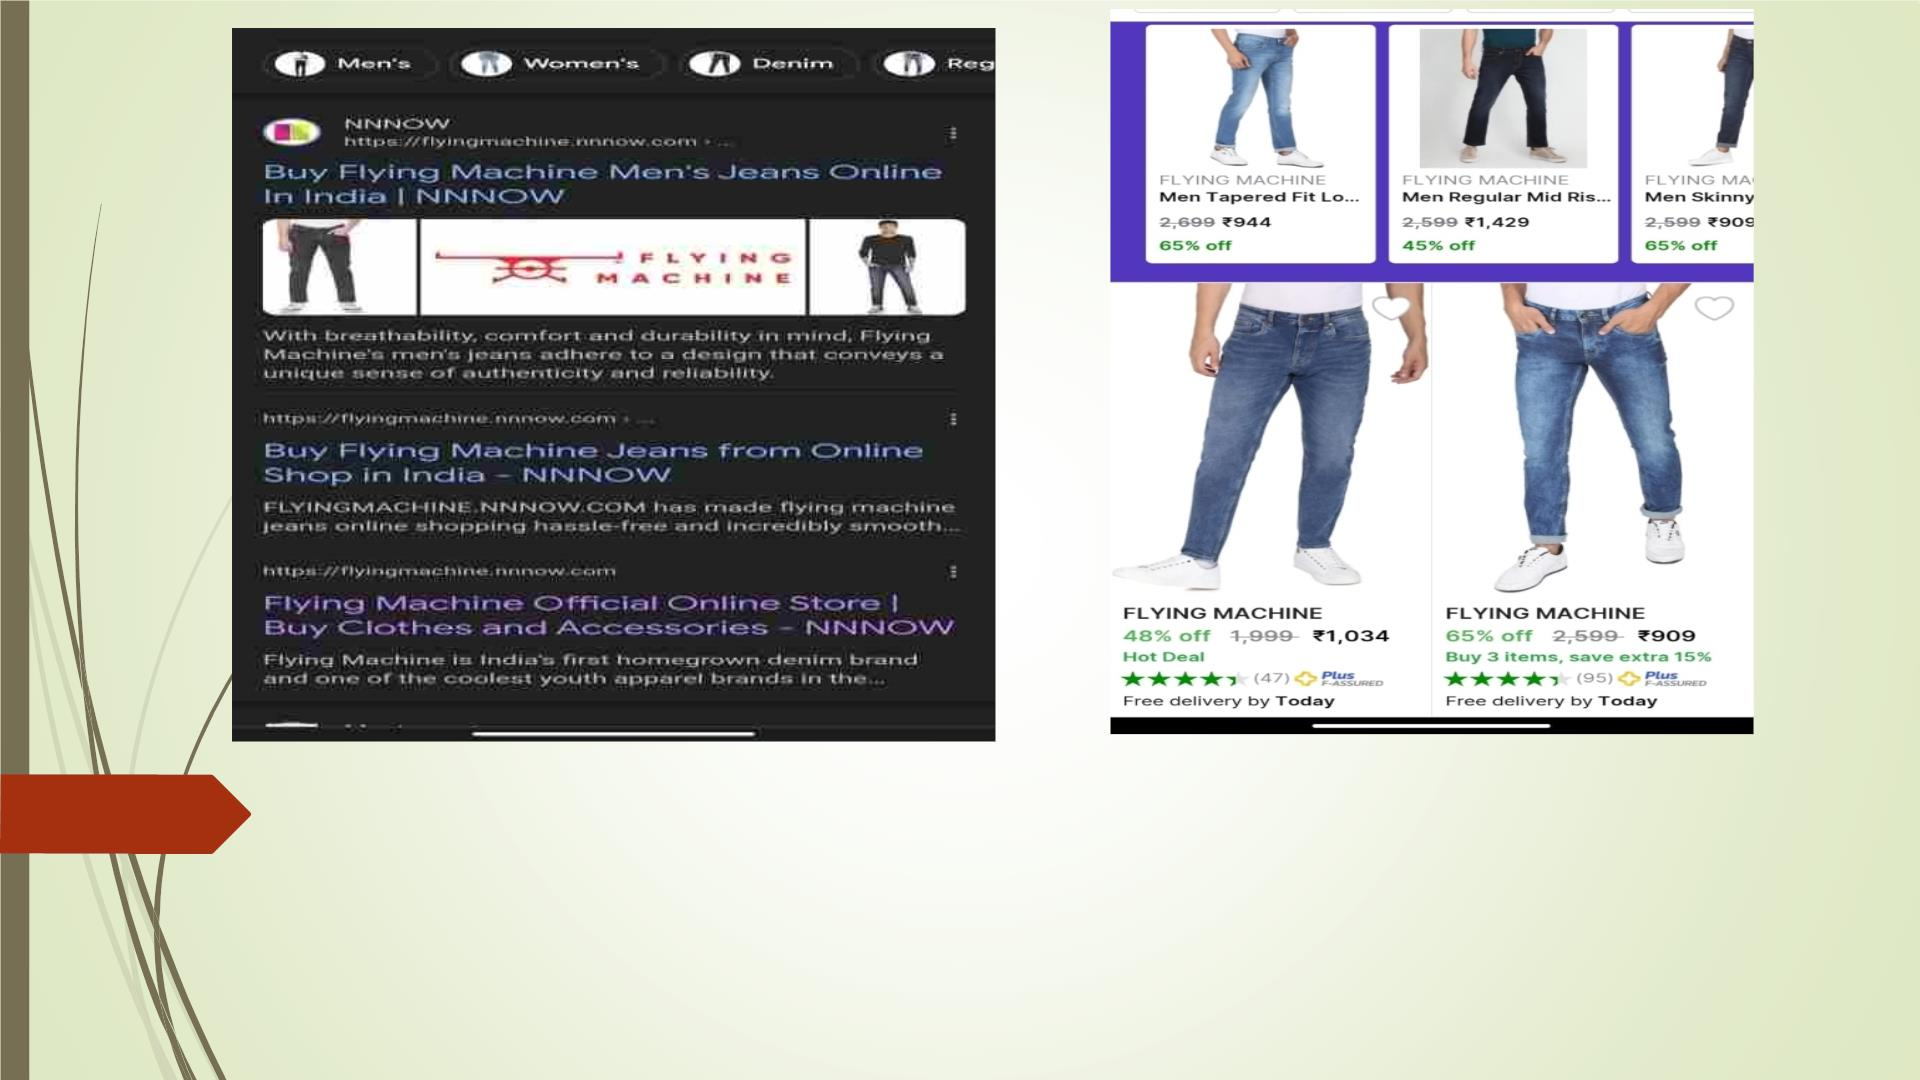 Men's
Women's
Denim
Reg
NNNOW
https://flyingmachine.nnnow.com › ...
Buy Flying Machine Men's Jeans Online
In India | NNNOW
FLYING
MACHINE
With breathability, comfort and durability in mind, Flying
Machine's men's jeans adhere to a design that conveys a
unique sense of authenticity and reliability.
https://flyingmachine.nnnow.com › ...
Buy Flying Machine Jeans from Online
Shop in India - NNNOW
FLYINGMACHINE.NNNOW.COM has made flying machine
jeans online shopping hassle-free and incredibly smooth...
https://flyingmachine.nnnow.com
Flying Machine Official Online Store |
Buy Clothes and Accessories - NNNOW
Flying Machine is India's first homegrown denim brand
and one of the coolest youth apparel brands in the...
FLYING MACHINE
Men Tapered Fit Lo...
2,699 ₹944
65% off
FLYING MACHINE
Men Regular Mid Ris...
2,599 ₹1,429
45% off
FLYING MA
Men Skinny
2,599 ₹909
65% off
FLYING MACHINE
48% off 1,999 ₹1,034
Hot Deal
(47) Plus
F-ASSURED
Free delivery by Today
FLYING MACHINE
65% off 2,599 ₹909
Buy 3 items, save extra 15%
(95) Plus
F-ASSURED
Free delivery by Today